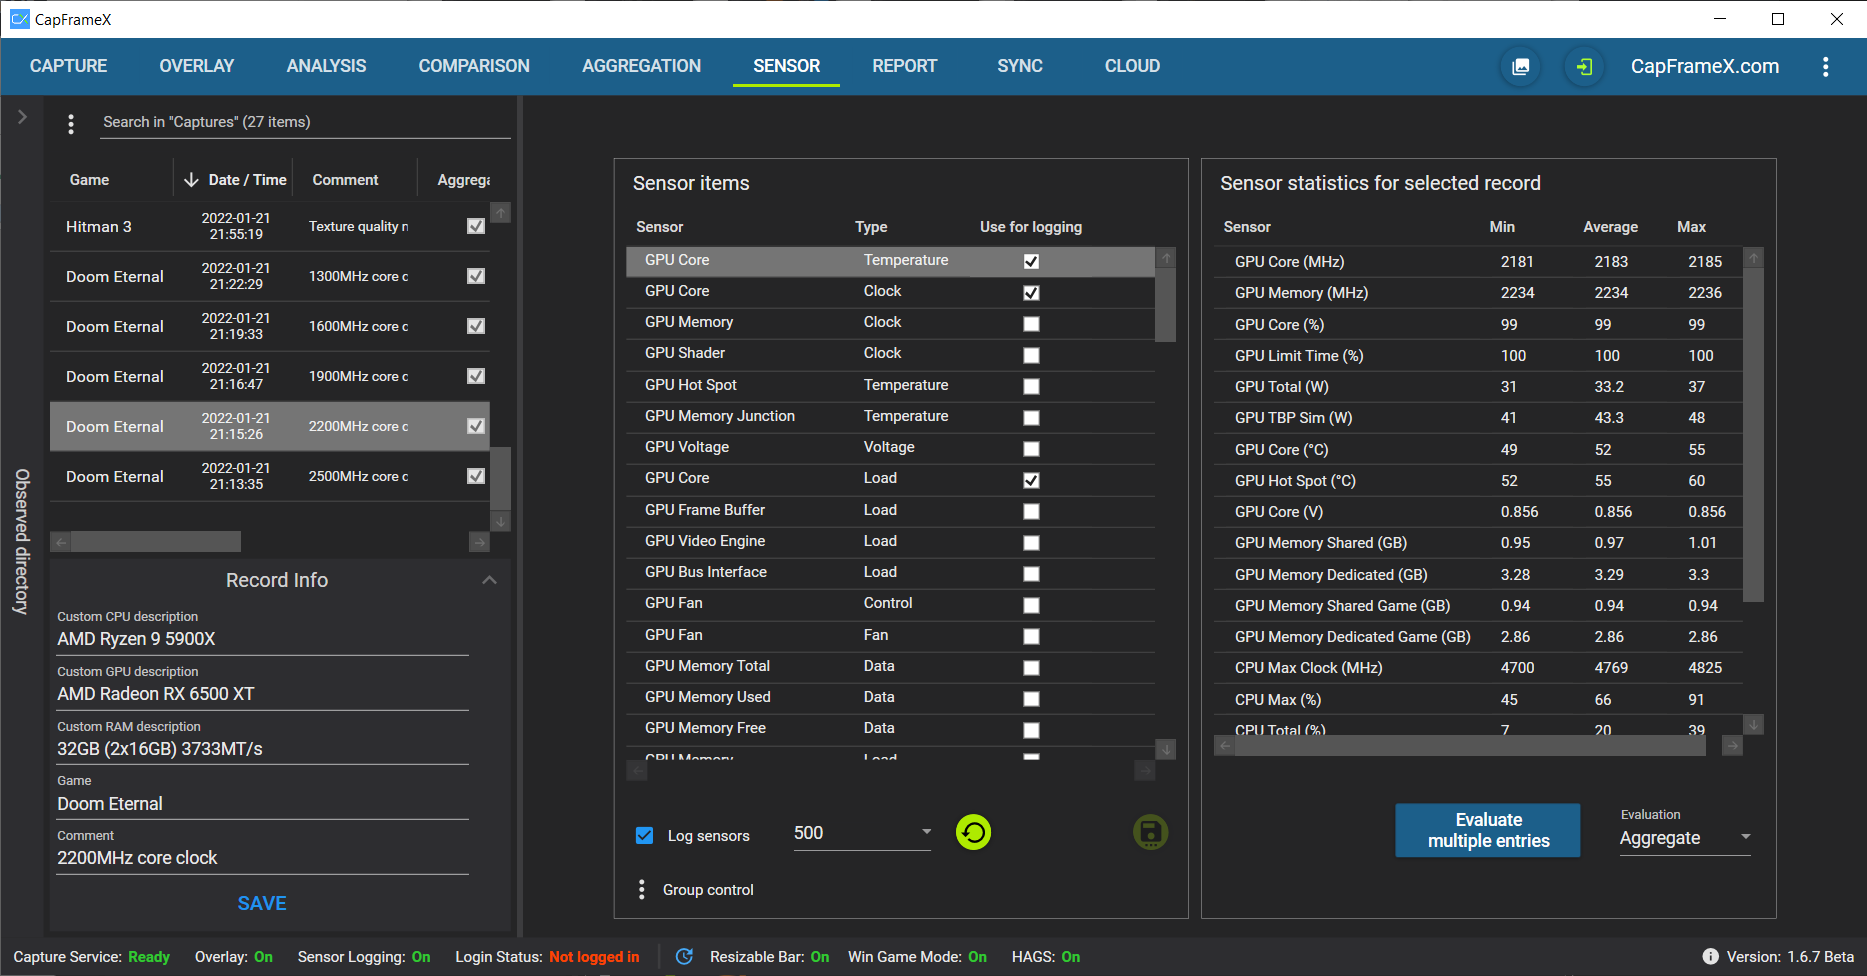 CapFrameX
CAPTURE OVERLAY ANALYSIS COMPARISON AGGREGATION SENSOR REPORT SYNC CLOUD CapFrameX.com
Observed directory
Search in "Captures" (27 items)
Game Date / Time Comment Aggrega
Hitman 3 2022-01-21 21:55:19 Texture quality n
Doom Eternal 2022-01-21 21:22:29 1300MHz core c
Doom Eternal 2022-01-21 21:19:33 1600MHz core c
Doom Eternal 2022-01-21 21:16:47 1900MHz core c
Doom Eternal 2022-01-21 21:15:26 2200MHz core c
Doom Eternal 2022-01-21 21:13:35 2500MHz core c
Record Info
Custom CPU description
AMD Ryzen 9 5900X
Custom GPU description
AMD Radeon RX 6500 XT
Custom RAM description
32GB (2x16GB) 3733MT/s
Game
Doom Eternal
Comment
2200MHz core clock
SAVE
Sensor items
Sensor Type Use for logging
GPU Core Temperature
GPU Core Clock
GPU Memory Clock
GPU Shader Clock
GPU Hot Spot Temperature
GPU Memory Junction Temperature
GPU Voltage Voltage
GPU Core Load
GPU Frame Buffer Load
GPU Video Engine Load
GPU Bus Interface Load
GPU Fan Control
GPU Fan Fan
GPU Memory Total Data
GPU Memory Used Data
GPU Memory Free Data
GPU Memory Load
Log sensors 500
Group control
Sensor statistics for selected record
Sensor Min Average Max
GPU Core (MHz) 2181 2183 2185
GPU Memory (MHz) 2234 2234 2236
GPU Core (%) 99 99 99
GPU Limit Time (%) 100 100 100
GPU Total (W) 31 33.2 37
GPU TBP Sim (W) 41 43.3 48
GPU Core (°C) 49 52 55
GPU Hot Spot (°C) 52 55 60
GPU Core (V) 0.856 0.856 0.856
GPU Memory Shared (GB) 0.95 0.97 1.01
GPU Memory Dedicated (GB) 3.28 3.29 3.3
GPU Memory Shared Game (GB) 0.94 0.94 0.94
GPU Memory Dedicated Game (GB) 2.86 2.86 2.86
CPU Max Clock (MHz) 4700 4769 4825
CPU Max (%) 45 66 91
CPU Total (%) 7 20 39
Evaluate
multiple entries
Evaluation
Aggregate
Capture Service: Ready Overlay: On Sensor Logging: On Login Status: Not logged in Resizable Bar: On Win Game Mode: On HAGS: On Version: 1.6.7 Beta